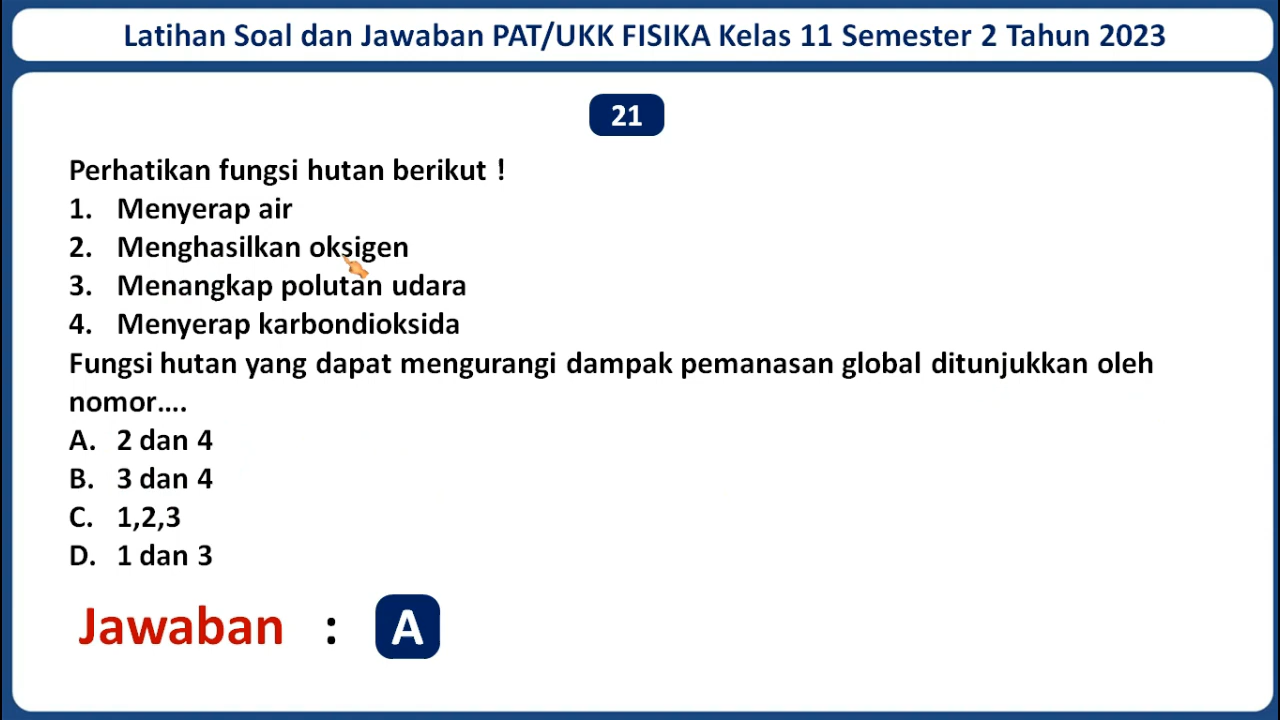 Latihan Soal dan Jawaban PAT/UKK FISIKA Kelas 11 Semester 2 Tahun 2023
21
Perhatikan fungsi hutan berikut !
1. Menyerap air
2. Menghasilkan oksigen
3. Menangkap polutan udara
4. Menyerap karbondioksida
Fungsi hutan yang dapat mengurangi dampak pemanasan global ditunjukkan oleh
nomor....
A. 2 dan 4
B. 3 dan 4
C. 1,2,3
D. 1 dan 3
Jawaban : A